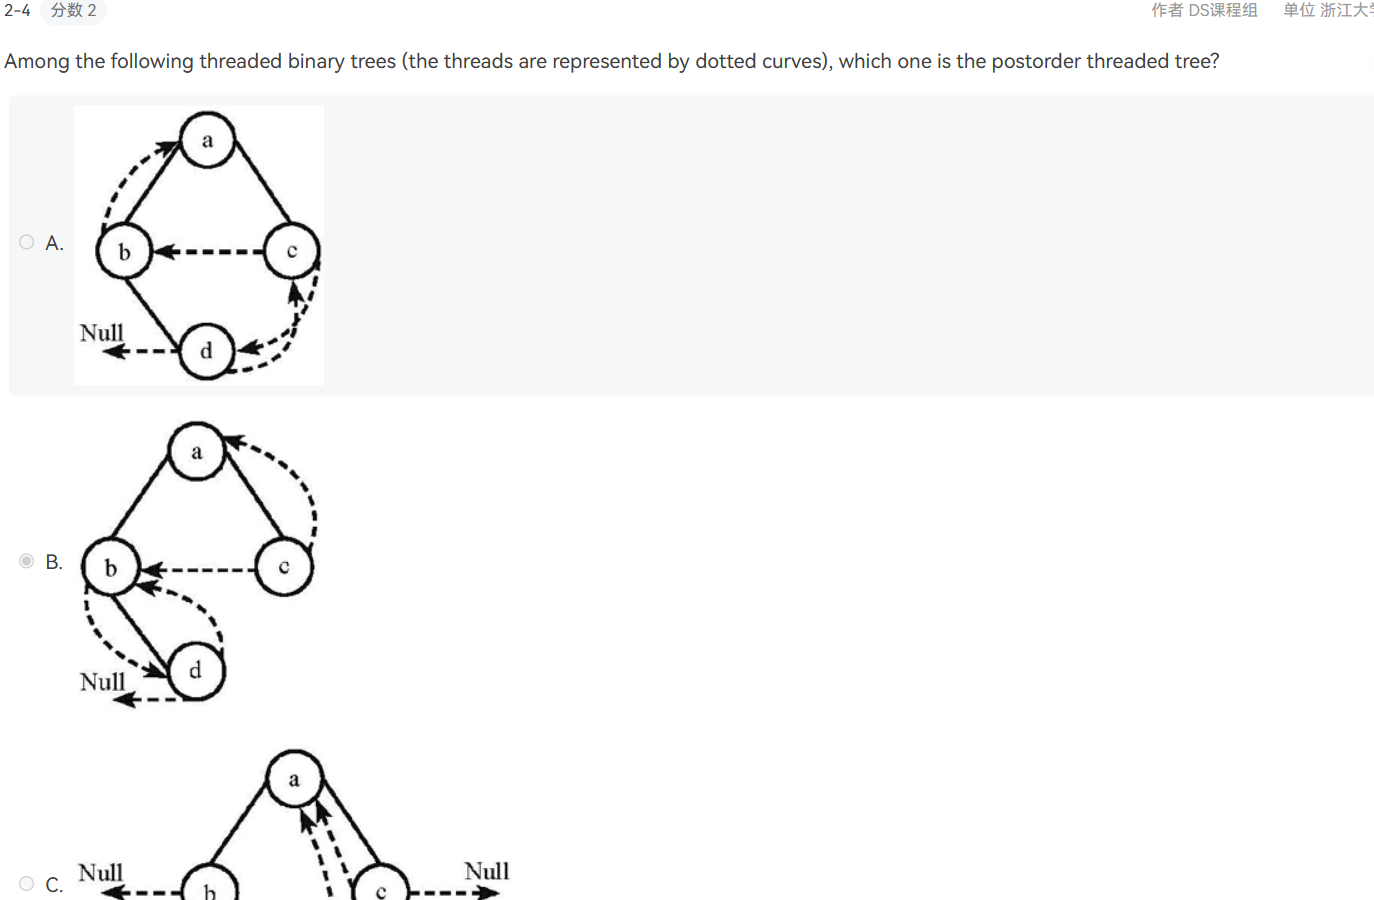 2-4 分数 2 作者 DS课程组 单位 浙江大
Among the following threaded binary trees (the threads are represented by dotted curves), which one is the postorder threaded tree?
A.
a
b
c
Null
d
B.
a
b
c
d
Null
C.
a
Null
b
c
Null